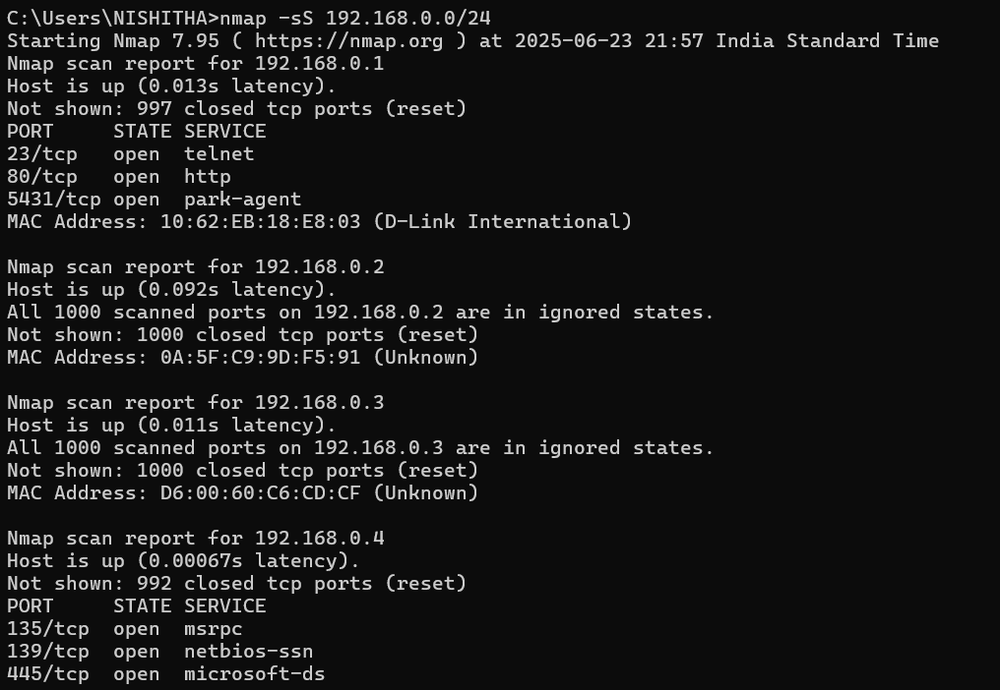 C:\Users\NISHITHA>nmap -sS 192.168.0.0/24
Starting Nmap 7.95 ( https://nmap.org ) at 2025-06-23 21:57 India Standard Time
Nmap scan report for 192.168.0.1
Host is up (0.013s latency).
Not shown: 997 closed tcp ports (reset)
PORT     STATE SERVICE
23/tcp   open  telnet
80/tcp   open  http
5431/tcp open  park-agent
MAC Address: 10:62:EB:18:E8:03 (D-Link International)

Nmap scan report for 192.168.0.2
Host is up (0.092s latency).
All 1000 scanned ports on 192.168.0.2 are in ignored states.
Not shown: 1000 closed tcp ports (reset)
MAC Address: 0A:5F:C9:9D:F5:91 (Unknown)

Nmap scan report for 192.168.0.3
Host is up (0.011s latency).
All 1000 scanned ports on 192.168.0.3 are in ignored states.
Not shown: 1000 closed tcp ports (reset)
MAC Address: D6:00:60:C6:CD:CF (Unknown)

Nmap scan report for 192.168.0.4
Host is up (0.00067s latency).
Not shown: 992 closed tcp ports (reset)
PORT     STATE SERVICE
135/tcp  open  msrpc
139/tcp  open  netbios-ssn
445/tcp  open  microsoft-ds